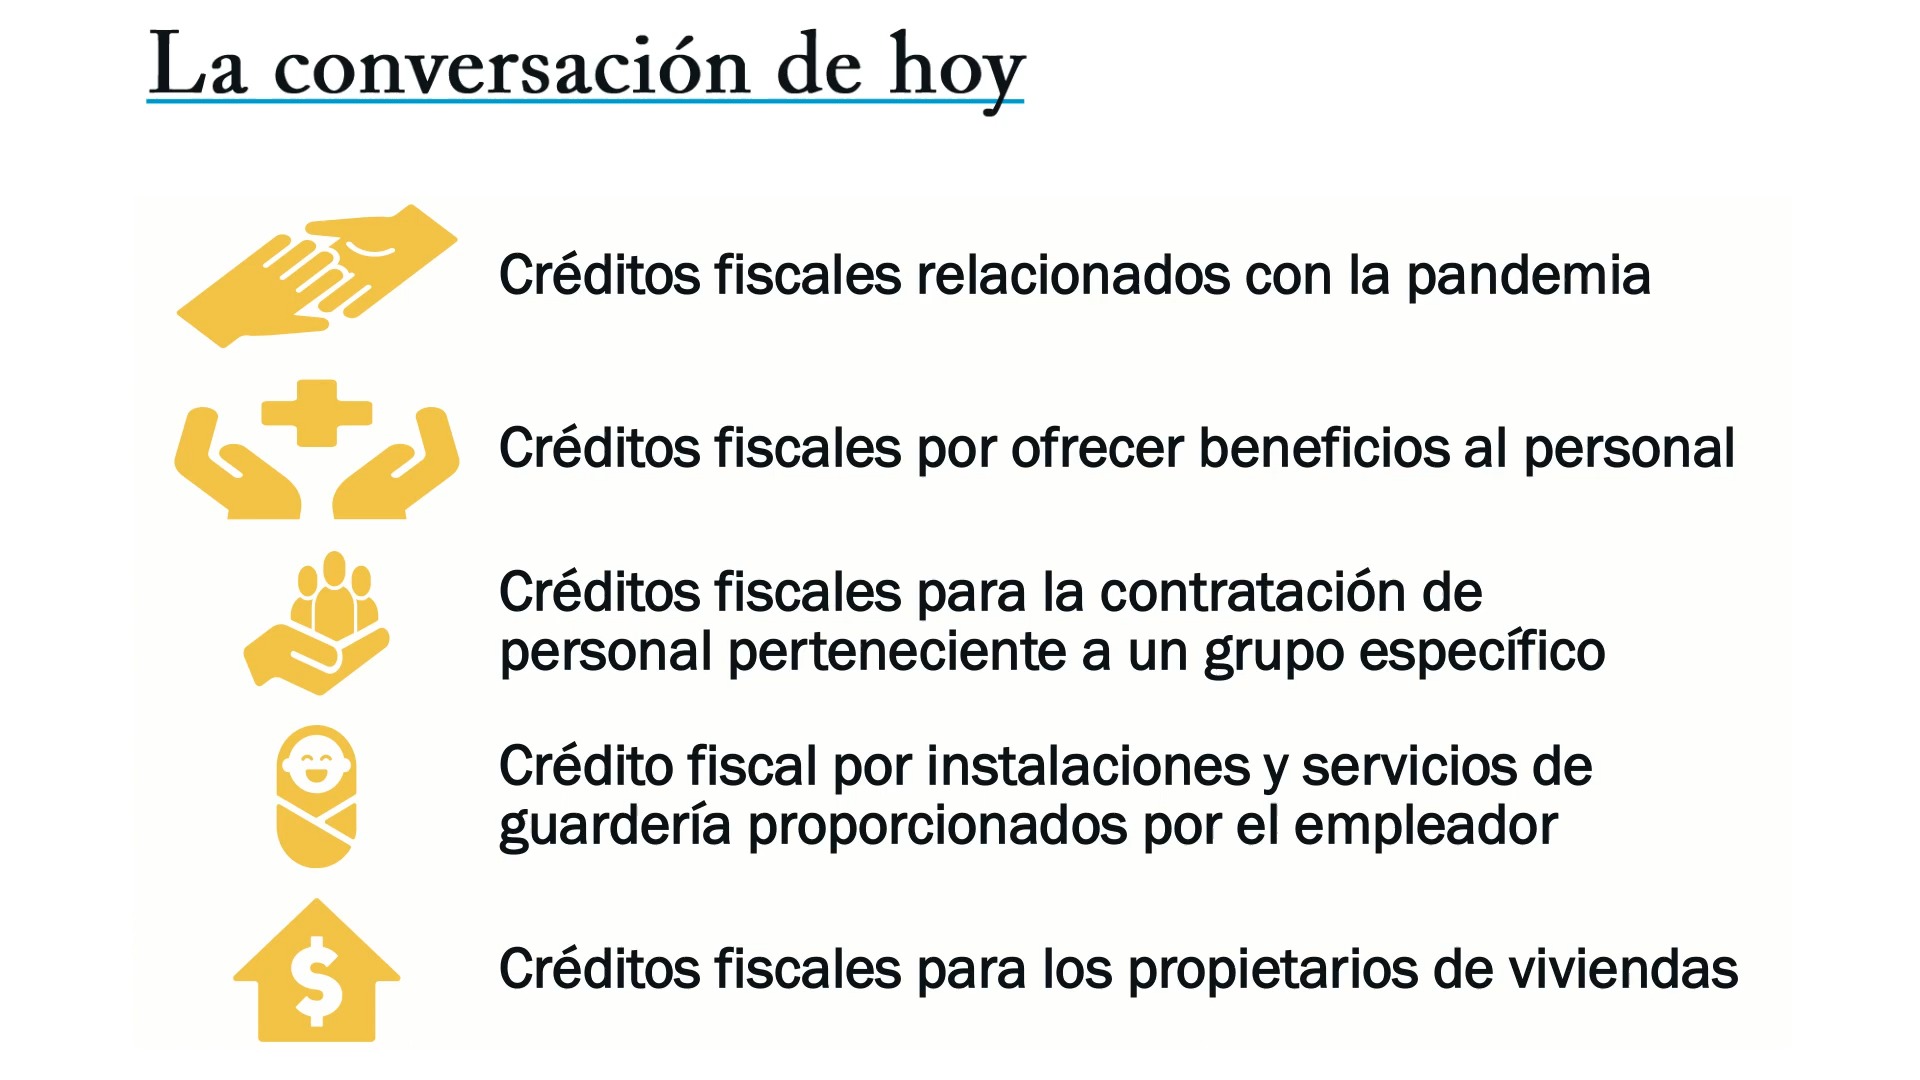 La conversación de hoy
Créditos fiscales relacionados con la pandemia
Créditos fiscales por ofrecer beneficios al personal
Créditos fiscales para la contratación de
personal perteneciente a un grupo específico
Crédito fiscal por instalaciones y servicios de
guardería proporcionados por el empleador
$
Créditos fiscales para los propietarios de viviendas